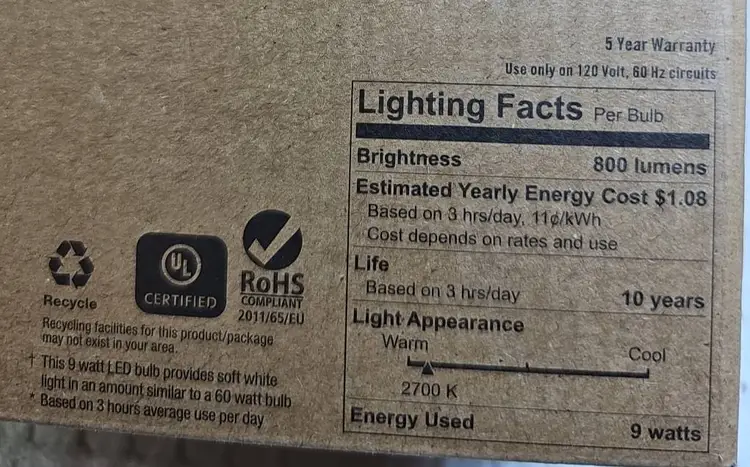 5 Year Warranty
Use only on 120 Volt, 60 Hz circuits
Lighting Facts Per Bulb
Brightness 800 lumens
Estimated Yearly Energy Cost $1.08
Based on 3 hrs/day, 11¢/kWh
Cost depends on rates and use
Life
Based on 3 hrs/day 10 years
Light Appearance
Warm Cool
2700 K
Energy Used 9 watts
Recycle
UL
CERTIFIED
RoHS
COMPLIANT
2011/65/EU
Recycling facilities for this product/package
may not exist in your area.
† This 9 watt LED bulb provides soft white
light in an amount similar to a 60 watt bulb
* Based on 3 hours average use per day